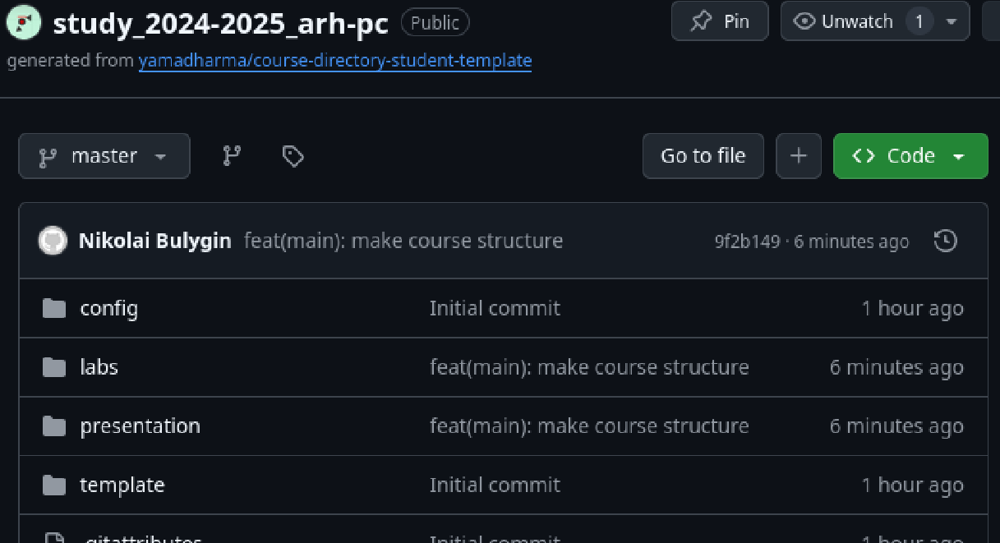 study_2024-2025_arh-pc Public Pin Unwatch 1
generated from yamadharma/course-directory-student-template
master Go to file Code
Nikolai Bulygin feat(main): make course structure 9f2b149 · 6 minutes ago
config Initial commit 1 hour ago
labs feat(main): make course structure 6 minutes ago
presentation feat(main): make course structure 6 minutes ago
template Initial commit 1 hour ago
.gitattributes Initial commit 1 hour ago